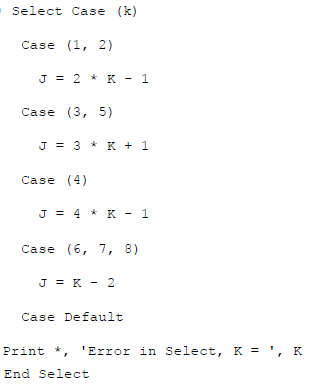 Select Case (k)
Case (1, 2)
J = 2 * K - 1
Case (3, 5)
J = 3 * K + 1
Case (4)
J = 4 * K - 1
Case (6, 7, 8)
J = K - 2
Case Default
Print *, 'Error in Select, K = ', K
End Select